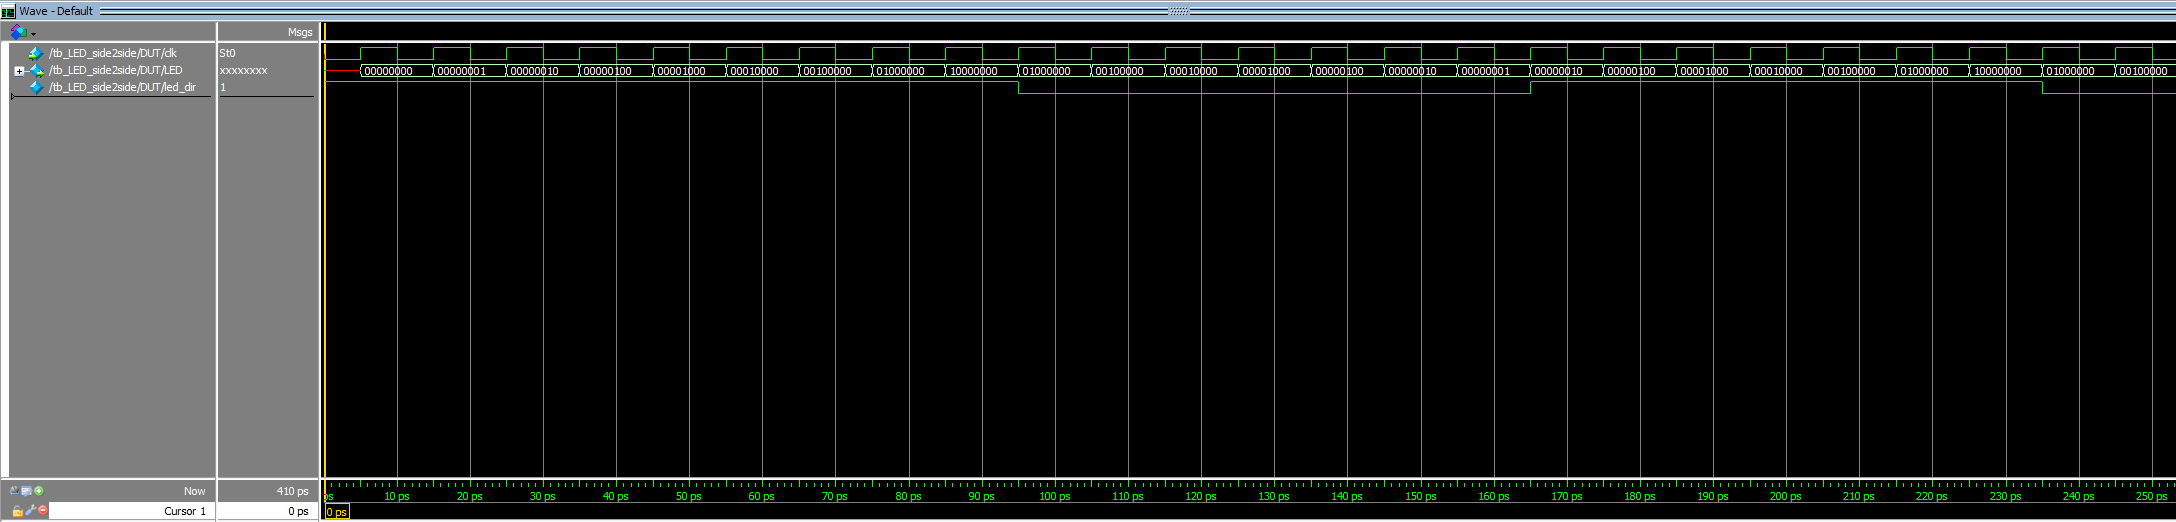 Wave - Default
Msgs
/tb_LED_side2side/DUT/clk St0
/tb_LED_side2side/DUT/LED xxxxxxxx 00000000 00000001 00000010 00000100 00001000 00010000 00100000 01000000 10000000 01000000 00100000 00010000 00001000 00000100 00000010 00000001 00000010 00000100 00001000 00010000 00100000 01000000 10000000 01000000 00100000
/tb_LED_side2side/DUT/led_dir 1
Now 410 ps ps 10 ps 20 ps 30 ps 40 ps 50 ps 60 ps 70 ps 80 ps 90 ps 100 ps 110 ps 120 ps 130 ps 140 ps 150 ps 160 ps 170 ps 180 ps 190 ps 200 ps 210 ps 220 ps 230 ps 240 ps 250 ps
Cursor 1 0 ps 0 ps